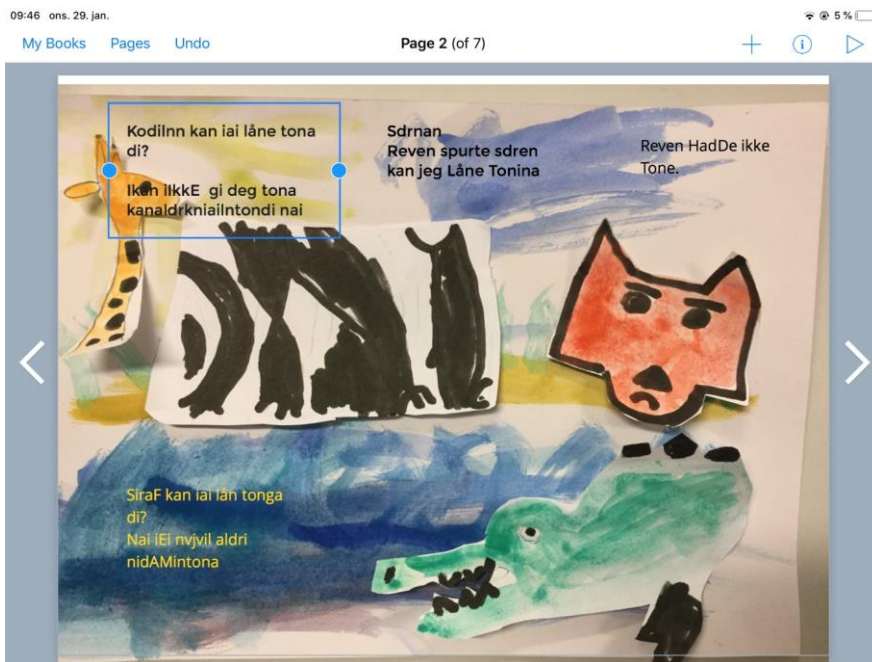 09:46 ons. 29. jan.
5 %
My Books Pages Undo
Page 2 (of 7)
Kodilnn kan iai låne tona
di?
Ikan ilkkE gi deg tona
kanaldrkniailntondi nai
Sdrnan
Reven spurte sdren
kan jeg Låne Tonina
Reven HadDe ikke
Tone.
SiraF kan iai lån tonga
di?
Nai iEi nvjvil aldri
nidAMintona